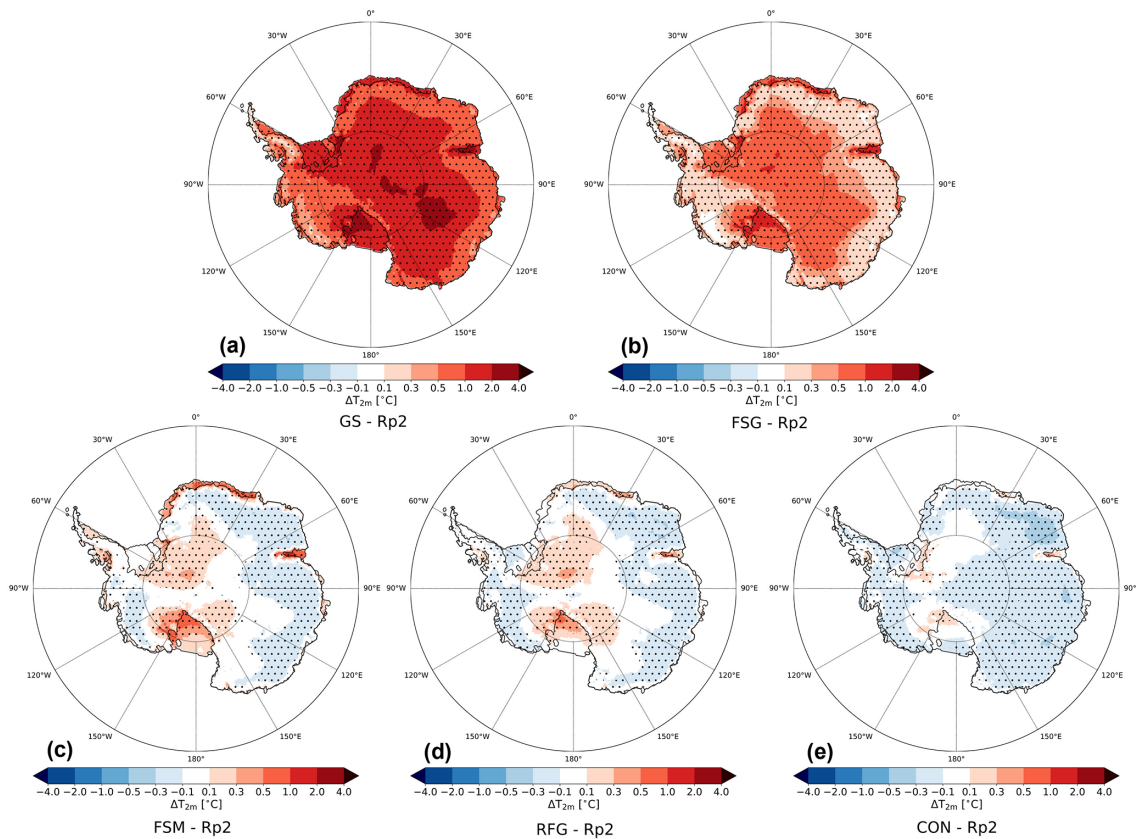 0°
30°W
30°E
60°W
60°E
90°W
90°E
120°W
120°E
150°W
150°E
180°
(a)
−4.0 −2.0 −1.0 −0.5 −0.3 −0.1 0.1 0.3 0.5 1.0 2.0 4.0
ΔT2m [°C]
GS - Rp2
0°
30°W
30°E
60°W
60°E
90°W
90°E
120°W
120°E
150°W
150°E
180°
(b)
−4.0 −2.0 −1.0 −0.5 −0.3 −0.1 0.1 0.3 0.5 1.0 2.0 4.0
ΔT2m [°C]
FSG - Rp2
0°
30°W
30°E
60°W
60°E
90°W
90°E
120°W
120°E
150°W
150°E
180°
(c)
−4.0 −2.0 −1.0 −0.5 −0.3 −0.1 0.1 0.3 0.5 1.0 2.0 4.0
ΔT2m [°C]
FSM - Rp2
0°
30°W
30°E
60°W
60°E
90°W
90°E
120°W
120°E
150°W
150°E
180°
(d)
−4.0 −2.0 −1.0 −0.5 −0.3 −0.1 0.1 0.3 0.5 1.0 2.0 4.0
ΔT2m [°C]
RFG - Rp2
0°
30°W
30°E
60°W
60°E
90°W
90°E
120°W
120°E
150°W
150°E
180°
(e)
−4.0 −2.0 −1.0 −0.5 −0.3 −0.1 0.1 0.3 0.5 1.0 2.0 4.0
ΔT2m [°C]
CON - Rp2